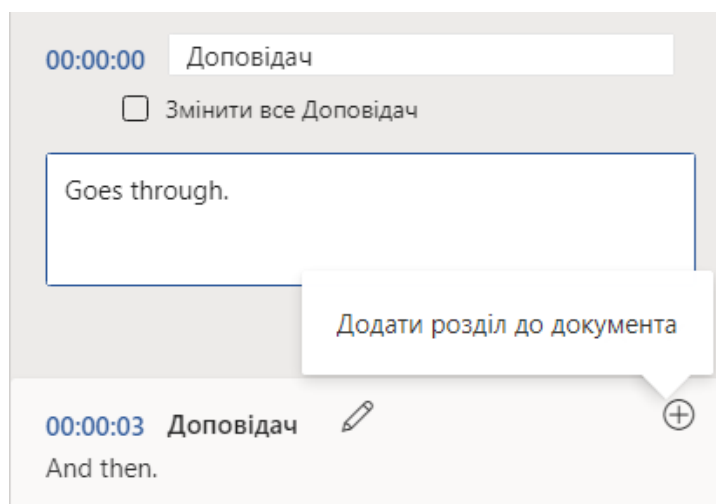 00:00:00 Доповідач
Змінити все Доповідач
Goes through.
Додати розділ до документа
00:00:03 Доповідач
And then.